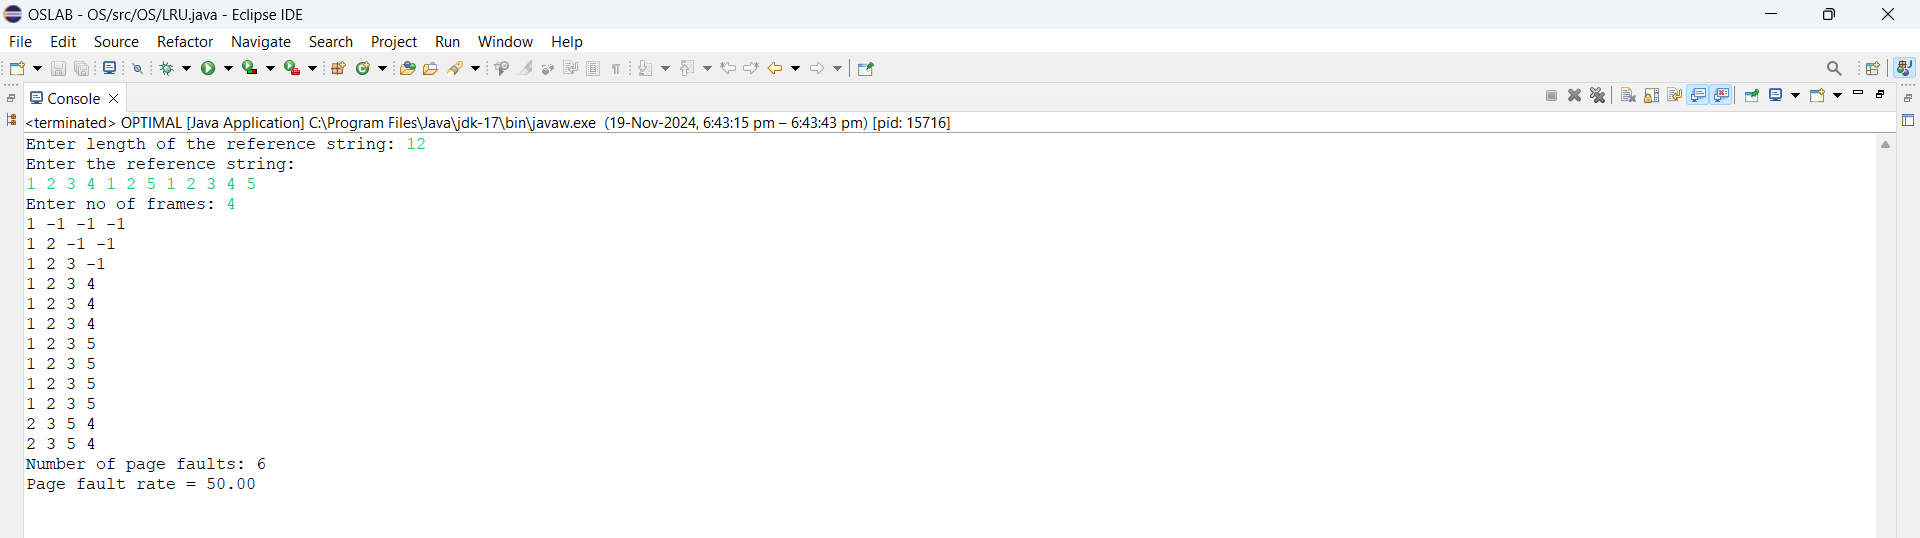 OSLAB - OS/src/OS/LRU.java - Eclipse IDE
File Edit Source Refactor Navigate Search Project Run Window Help
Console
<terminated> OPTIMAL [Java Application] C:\Program Files\Java\jdk-17\bin\javaw.exe (19-Nov-2024, 6:43:15 pm – 6:43:43 pm) [pid: 15716]
Enter length of the reference string: 12
Enter the reference string:
1 2 3 4 1 2 5 1 2 3 4 5
Enter no of frames: 4
1 -1 -1 -1
1 2 -1 -1
1 2 3 -1
1 2 3 4
1 2 3 4
1 2 3 4
1 2 3 5
1 2 3 5
1 2 3 5
1 2 3 5
2 3 5 4
2 3 5 4
Number of page faults: 6
Page fault rate = 50.00